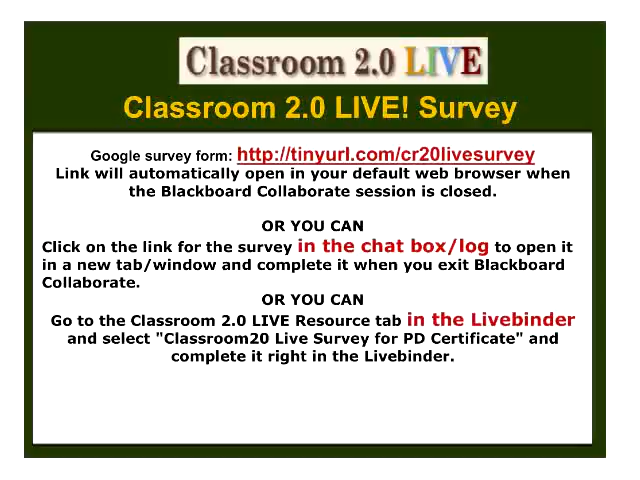 Classroom 2.0 LIVE
Classroom 2.0 LIVE! Survey
Google survey form: http://tinyurl.com/cr20livesurvey
Link will automatically open in your default web browser when
the Blackboard Collaborate session is closed.
OR YOU CAN
Click on the link for the survey in the chat box/log to open it
in a new tab/window and complete it when you exit Blackboard
Collaborate.
OR YOU CAN
Go to the Classroom 2.0 LIVE Resource tab in the Livebinder
and select "Classroom20 Live Survey for PD Certificate" and
complete it right in the Livebinder.